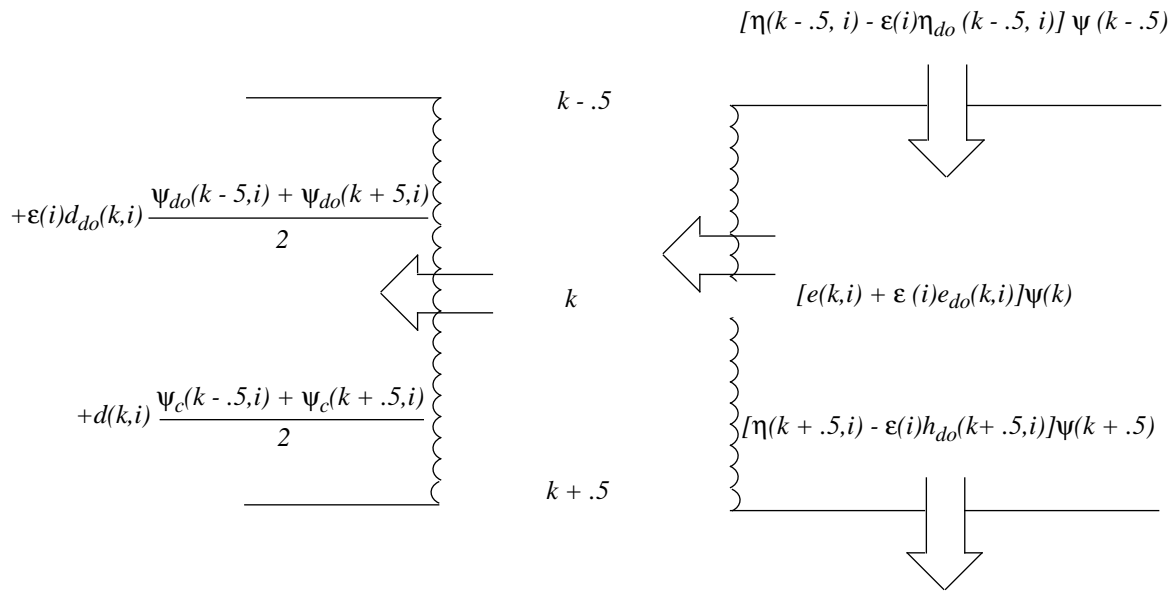 [η(k - .5, i) - ε(i)η_do (k - .5, i)] ψ (k - .5)
k - .5
+ε(i)d_do(k,i) ψ_do(k - 5,i) + ψ_do(k + 5,i)
2
k
[e(k,i) + ε (i)e_do(k,i)]ψ(k)
+d(k,i) ψ_c(k - .5,i) + ψ_c(k + .5,i)
2
[η(k + .5,i) - ε(i)h_do(k+ .5,i)]ψ(k + .5)
k + .5